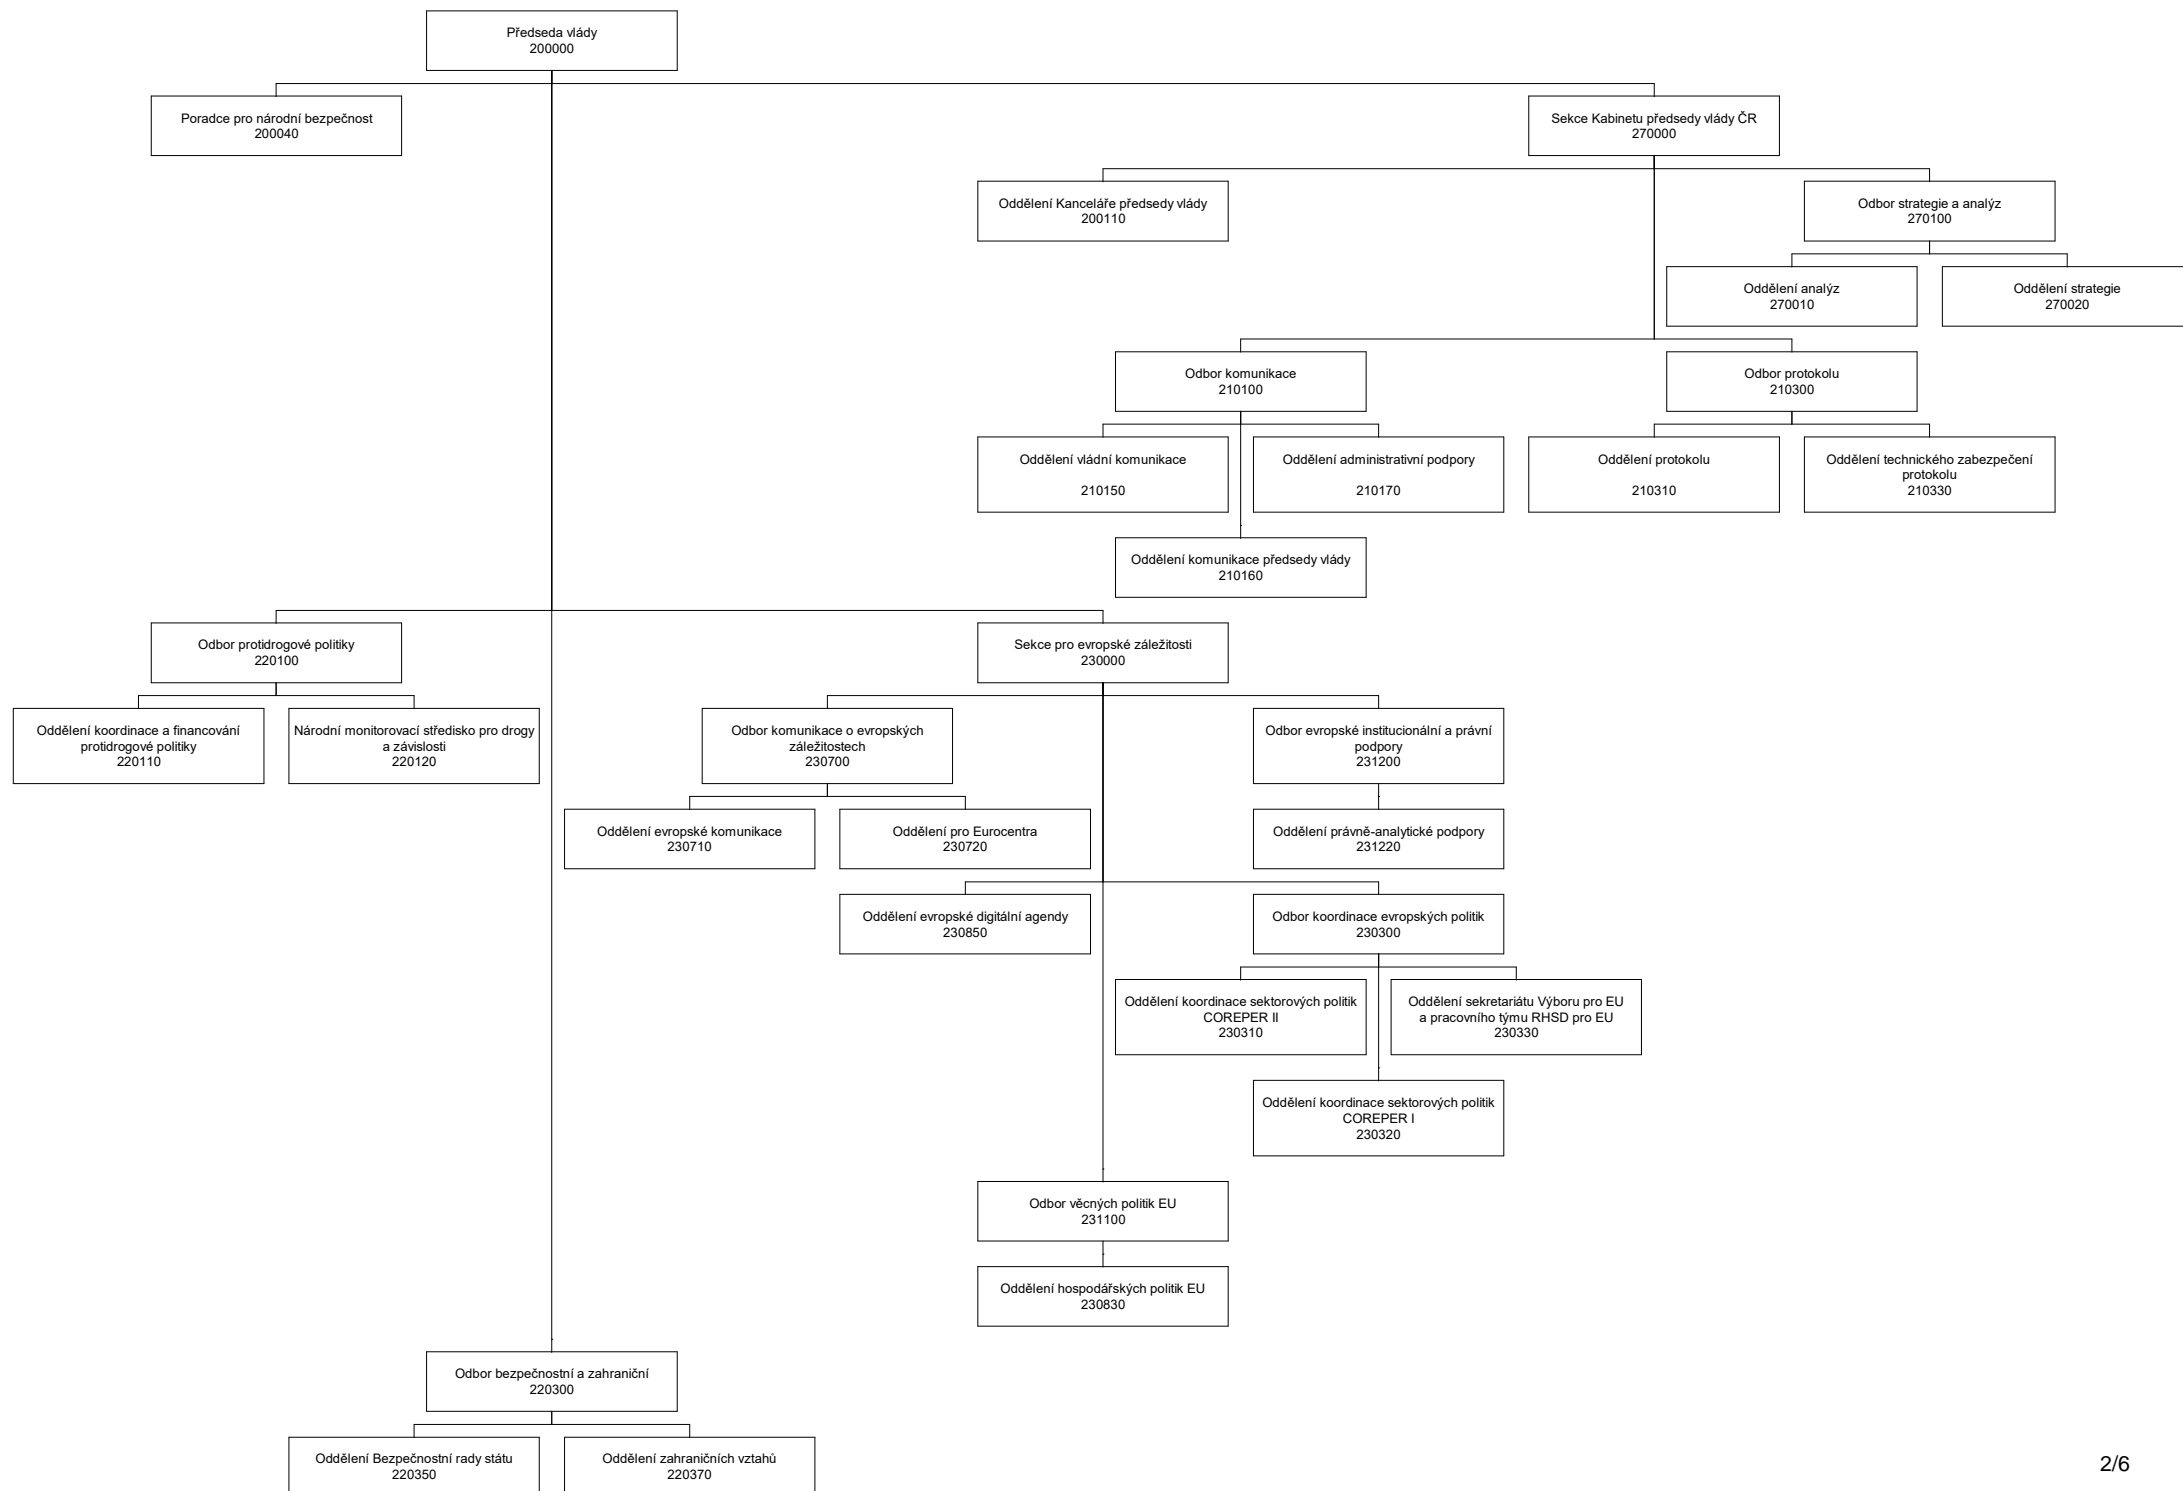 Předseda vlády
200000
Poradce pro národní bezpečnost
200040
Sekce Kabinetu předsedy vlády ČR
270000
Oddělení Kanceláře předsedy vlády
200110
Odbor strategie a analýz
270100
Oddělení analýz
270010
Oddělení strategie
270020
Odbor komunikace
210100
Odbor protokolu
210300
Oddělení vládní komunikace
210150
Oddělení administrativní podpory
210170
Oddělení protokolu
210310
Oddělení technického zabezpečení
protokolu
210330
Oddělení komunikace předsedy vlády
210160
Odbor protidrogové politiky
220100
Sekce pro evropské záležitosti
230000
Oddělení koordinace a financování
protidrogové politiky
220110
Národní monitorovací středisko pro drogy
a závislosti
220120
Odbor komunikace o evropských
záležitostech
230700
Odbor evropské institucionální a právní
podpory
231200
Oddělení evropské komunikace
230710
Oddělení pro Eurocentra
230720
Oddělení právně-analytické podpory
231220
Oddělení evropské digitální agendy
230850
Odbor koordinace evropských politik
230300
Oddělení koordinace sektorových politik
COREPER II
230310
Oddělení sekretariátu Výboru pro EU
a pracovního týmu RHSD pro EU
230330
Oddělení koordinace sektorových politik
COREPER I
230320
Odbor věcných politik EU
231100
Oddělení hospodářských politik EU
230830
Odbor bezpečnostní a zahraniční
220300
Oddělení Bezpečnostní rady státu
220350
Oddělení zahraničních vztahů
220370
2/6